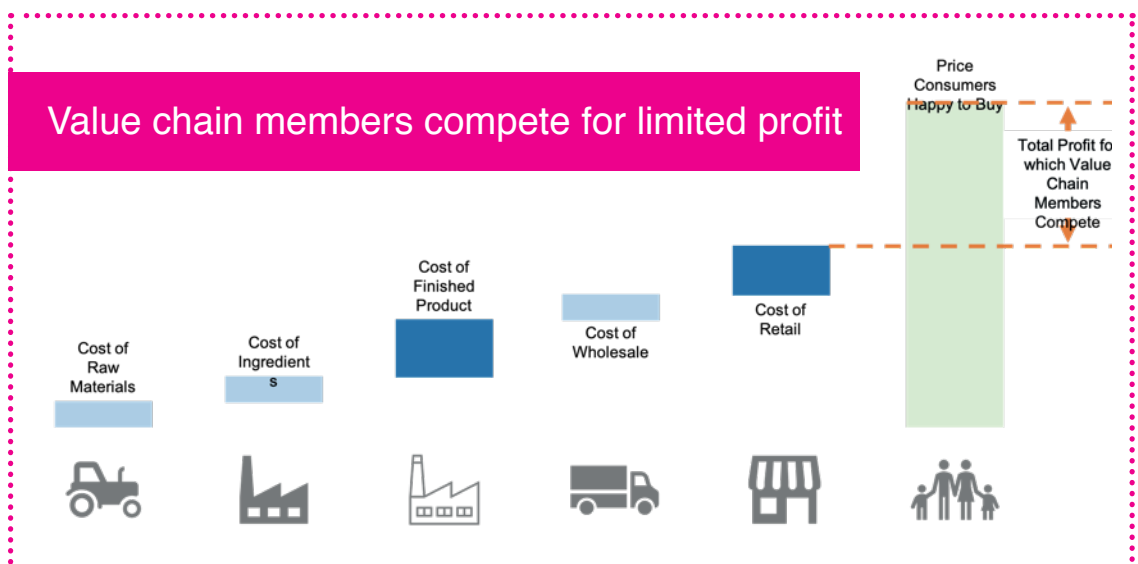 Value chain members compete for limited profit
Cost of
Raw
Materials
Cost of
Ingredient
s
Cost of
Finished
Product
Cost of
Wholesale
Cost of
Retail
Price
Consumers
Happy to Buy
Total Profit fo
which Value
Chain
Members
Compete